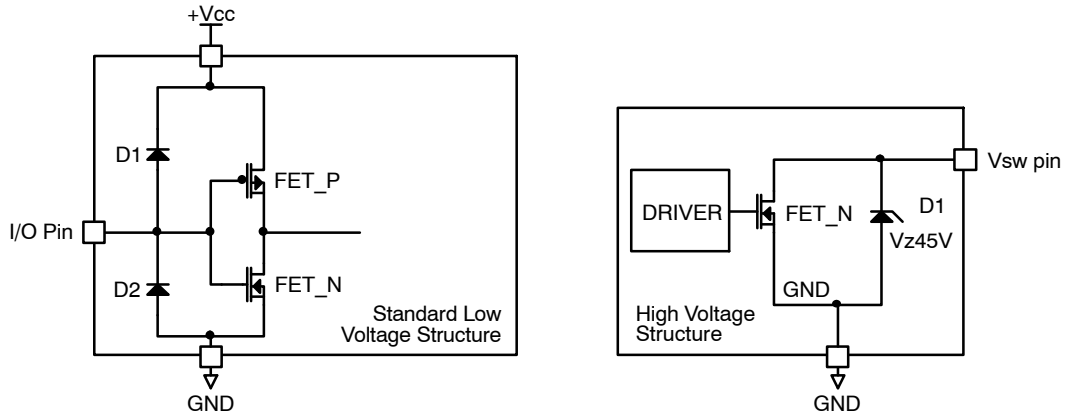 +Vcc
D1
FET_P
I/O Pin
D2
FET_N
Standard Low
Voltage Structure
GND
Vsw pin
DRIVER
FET_N
D1
Vz45V
GND
High Voltage
Structure
GND